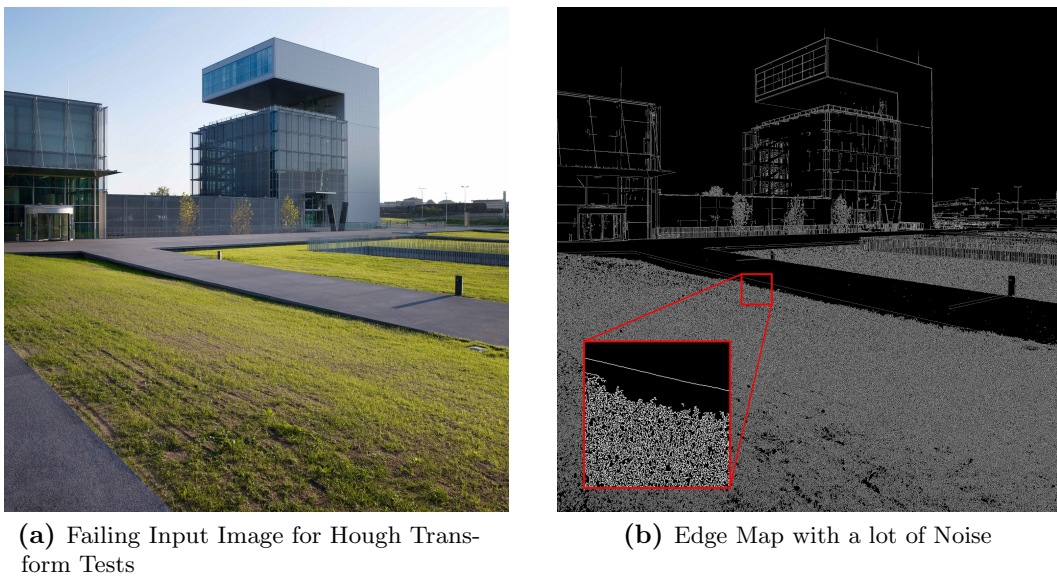 (a) Failing Input Image for Hough Trans-
form Tests
(b) Edge Map with a lot of Noise